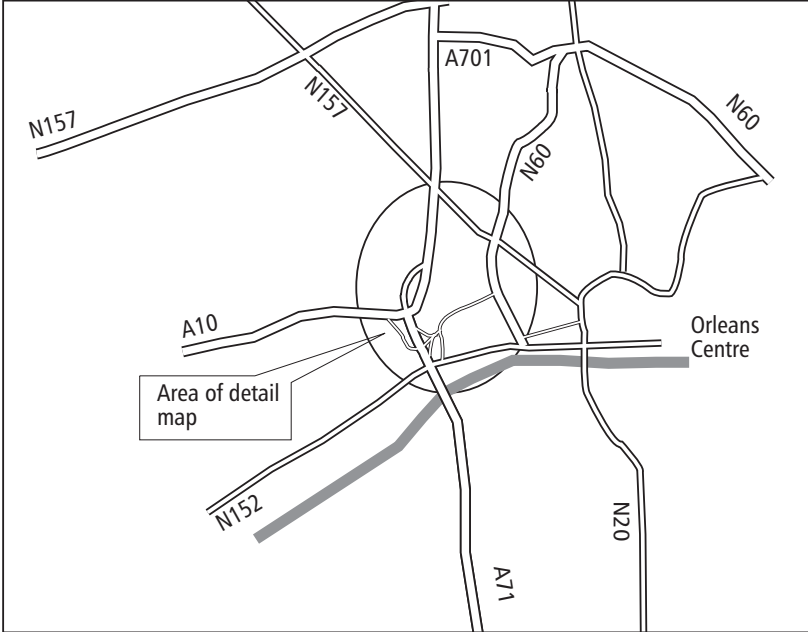 A701
N157
N157
N60
N60
A10
Orleans
Centre
Area of detail
map
N152
N20
A71